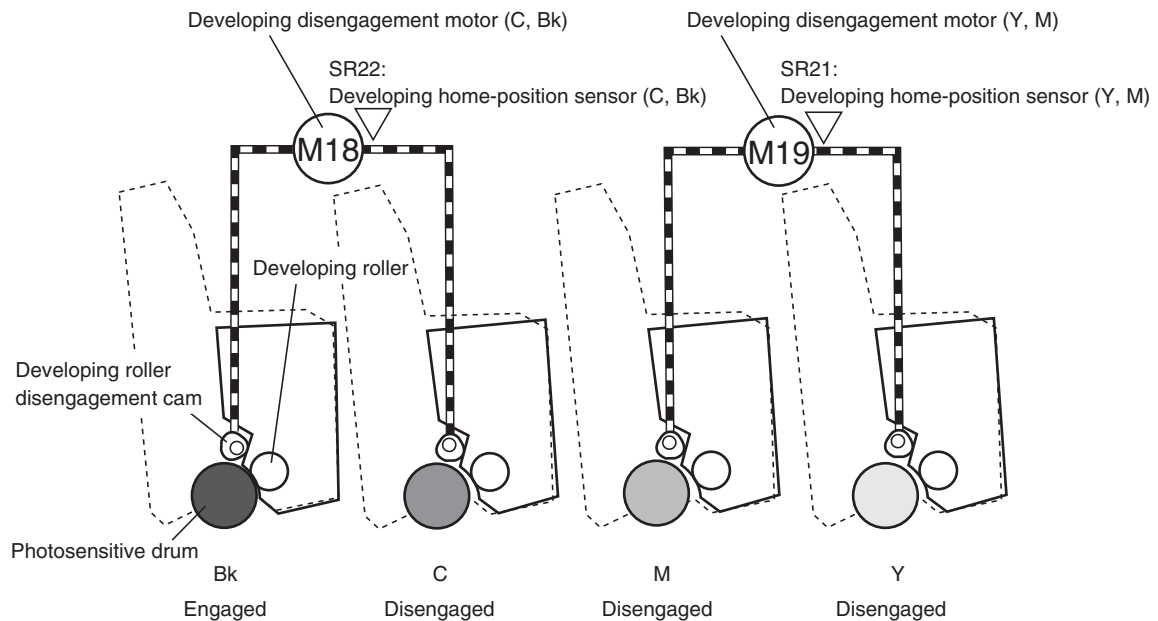 Developing disengagement motor (C, Bk)
Developing disengagement motor (Y, M)
SR22:
Developing home-position sensor (C, Bk)
SR21:
Developing home-position sensor (Y, M)
M18
M19
Developing roller
Developing roller
disengagement cam
Photosensitive drum
Bk
C
M
Y
Engaged
Disengaged
Disengaged
Disengaged